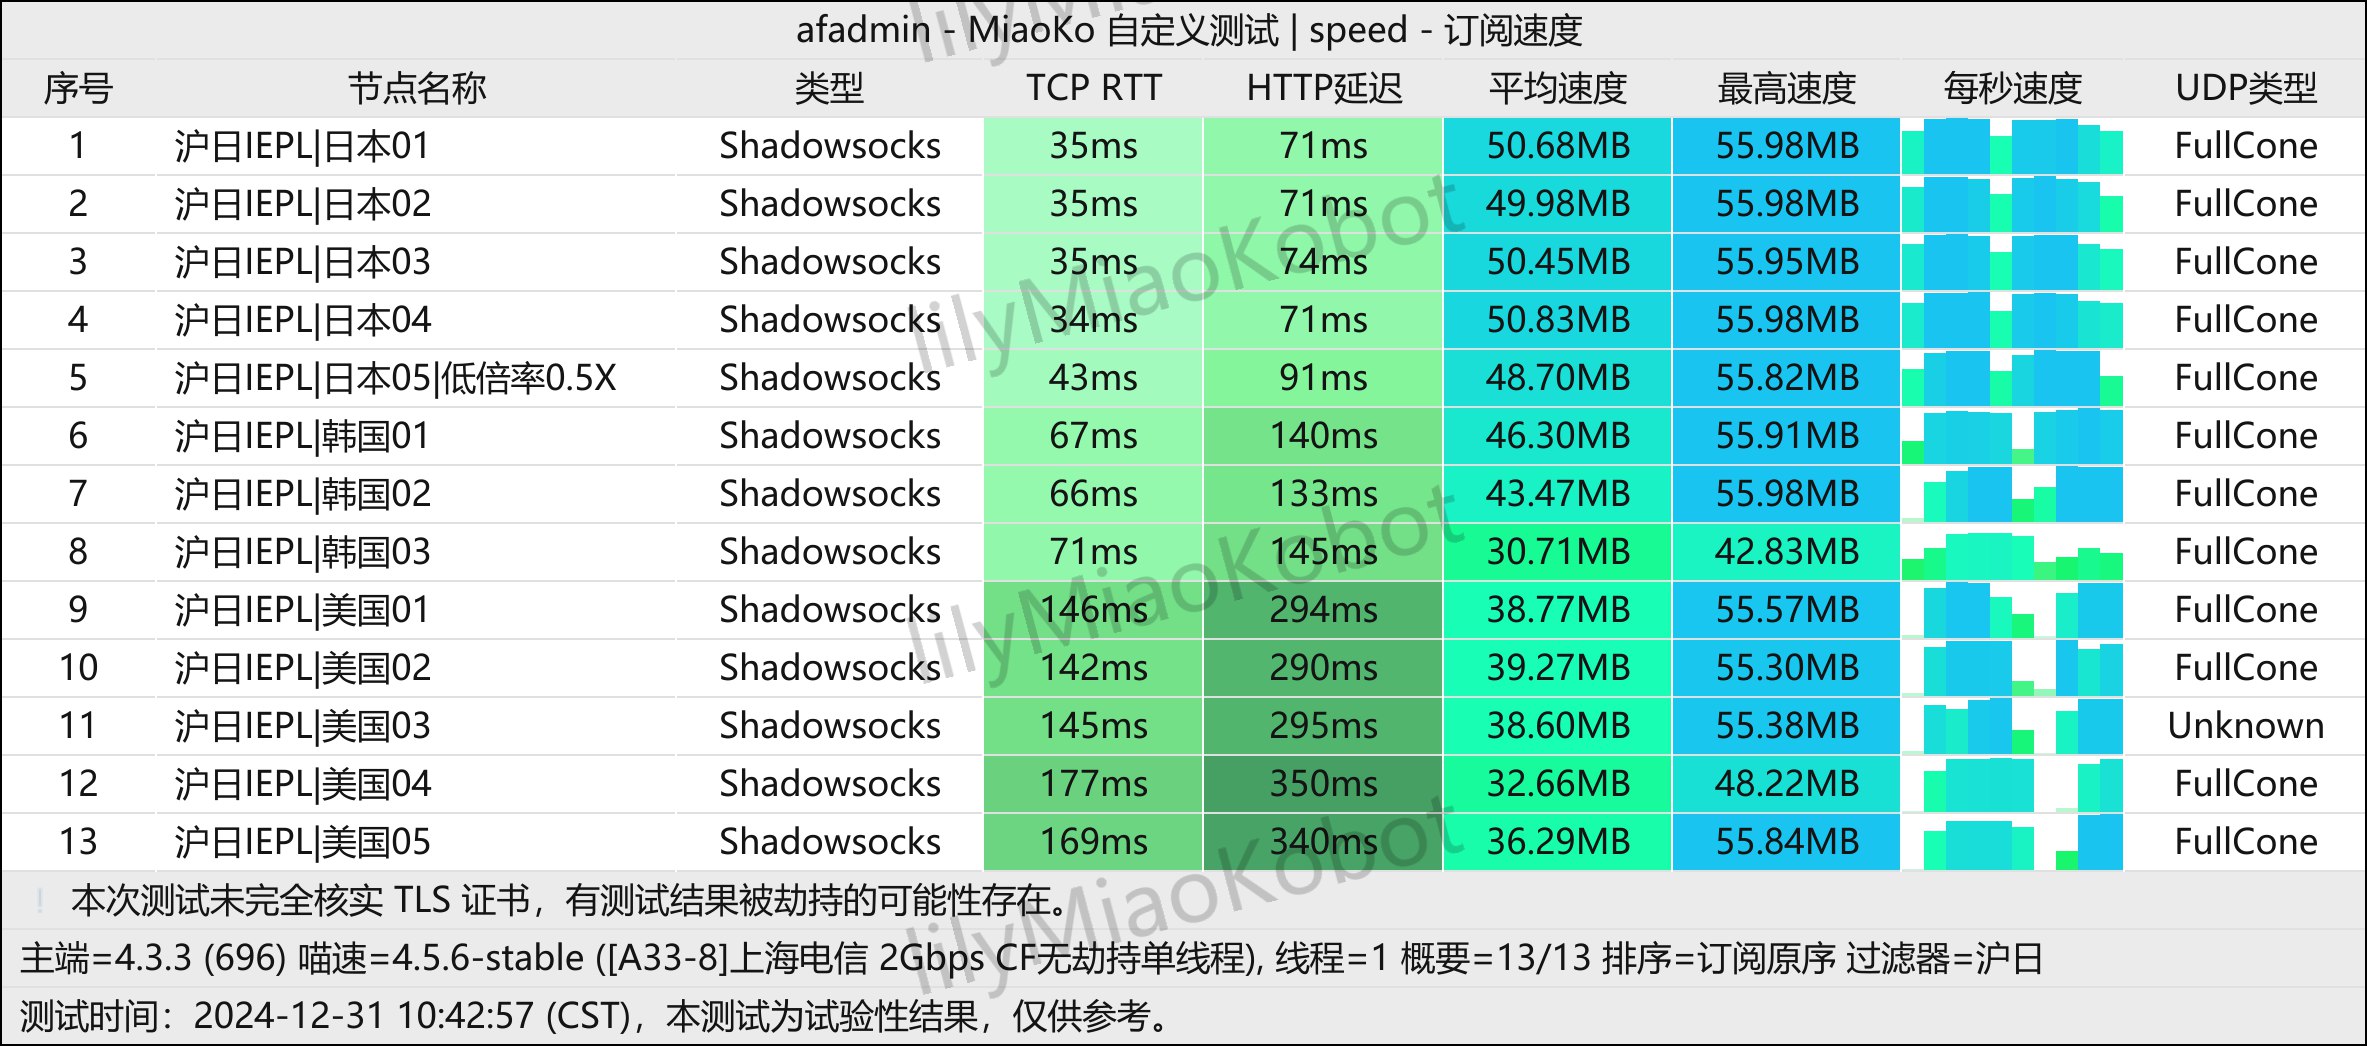 afadmin - MiaoKo 自定义测试 | speed - 订阅速度
序号 节点名称 类型 TCP RTT HTTP延迟 平均速度 最高速度 每秒速度 UDP类型
1 沪日IEPL|日本01 Shadowsocks 35ms 71ms 50.68MB 55.98MB FullCone
2 沪日IEPL|日本02 Shadowsocks 35ms 71ms 49.98MB 55.98MB FullCone
3 沪日IEPL|日本03 Shadowsocks 35ms 74ms 50.45MB 55.95MB FullCone
4 沪日IEPL|日本04 Shadowsocks 34ms 71ms 50.83MB 55.98MB FullCone
5 沪日IEPL|日本05|低倍率0.5X Shadowsocks 43ms 91ms 48.70MB 55.82MB FullCone
6 沪日IEPL|韩国01 Shadowsocks 67ms 140ms 46.30MB 55.91MB FullCone
7 沪日IEPL|韩国02 Shadowsocks 66ms 133ms 43.47MB 55.98MB FullCone
8 沪日IEPL|韩国03 Shadowsocks 71ms 145ms 30.71MB 42.83MB FullCone
9 沪日IEPL|美国01 Shadowsocks 146ms 294ms 38.77MB 55.57MB FullCone
10 沪日IEPL|美国02 Shadowsocks 142ms 290ms 39.27MB 55.30MB FullCone
11 沪日IEPL|美国03 Shadowsocks 145ms 295ms 38.60MB 55.38MB Unknown
12 沪日IEPL|美国04 Shadowsocks 177ms 350ms 32.66MB 48.22MB FullCone
13 沪日IEPL|美国05 Shadowsocks 169ms 340ms 36.29MB 55.84MB FullCone
! 本次测试未完全核实 TLS 证书，有测试结果被劫持的可能性存在。
主端=4.3.3 (696) 喵速=4.5.6-stable ([A33-8]上海电信 2Gbps CF无劫持单线程), 线程=1 概要=13/13 排序=订阅原序 过滤器=沪日
测试时间：2024-12-31 10:42:57 (CST)，本测试为试验性结果，仅供参考。
lilyMiaoKobot
lilyMiaoKobot
lilyMiaoKobot